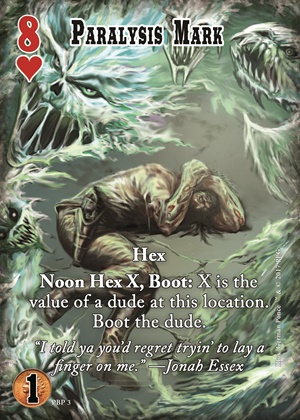 8
Paralysis Mark
Hex
Noon Hex X, Boot: X is the
value of a dude at this location.
Boot the dude.
“I told ya you’d regret tryin’ to lay a
finger on me.” —Jonah Essex
1
PBP 3